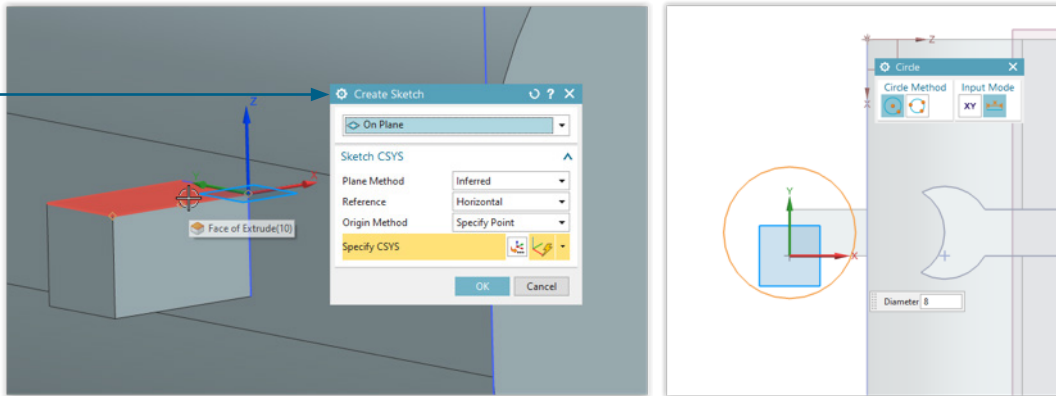 Create Sketch
On Plane
Sketch CSYS
Plane Method Inferred
Reference Horizontal
Origin Method Specify Point
Specify CSYS
OK Cancel
Z
X
Y
Face of Extrude(10)
Z
X
Circle
Circle Method Input Mode
XY
Y
X
Diameter 8